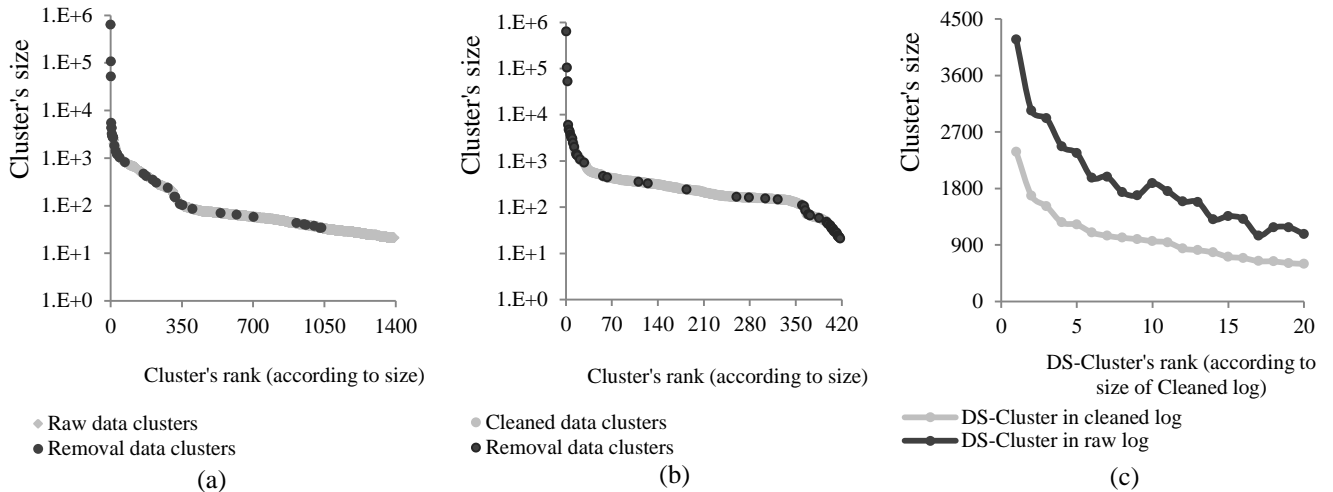 1.E+6
1.E+5
1.E+4
1.E+3
1.E+2
1.E+1
1.E+0
Cluster's size
0 350 700 1050 1400
Cluster's rank (according to size)
Raw data clusters
Removal data clusters
(a)
1.E+6
1.E+5
1.E+4
1.E+3
1.E+2
1.E+1
1.E+0
Cluster's size
0 70 140 210 280 350 420
Cluster's rank (according to size)
Cleaned data clusters
Removal data clusters
(b)
4500
3600
2700
1800
900
0
Cluster's size
0 5 10 15 20
DS-Cluster's rank (according to
size of Cleaned log)
DS-Cluster in cleaned log
DS-Cluster in raw log
(c)